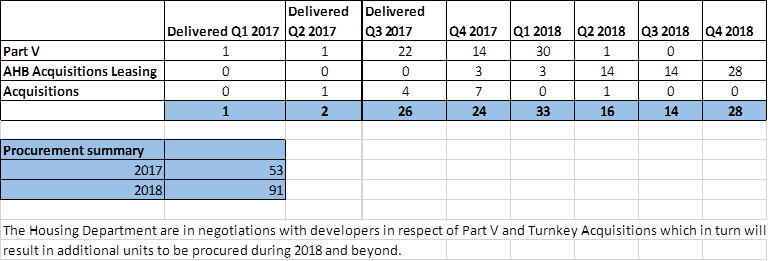 Delivered Q1 2017 Delivered Q2 2017 Delivered Q3 2017 Q4 2017 Q1 2018 Q2 2018 Q3 2018 Q4 2018
Part V 1 1 22 14 30 1 0
AHB Acquisitions Leasing 0 0 0 3 3 14 14 28
Acquisitions 0 1 4 7 0 1 0 0
1 2 26 24 33 16 14 28
Procurement summary
2017 53
2018 91
The Housing Department are in negotiations with developers in respect of Part V and Turnkey Acquisitions which in turn will
result in additional units to be procured during 2018 and beyond.